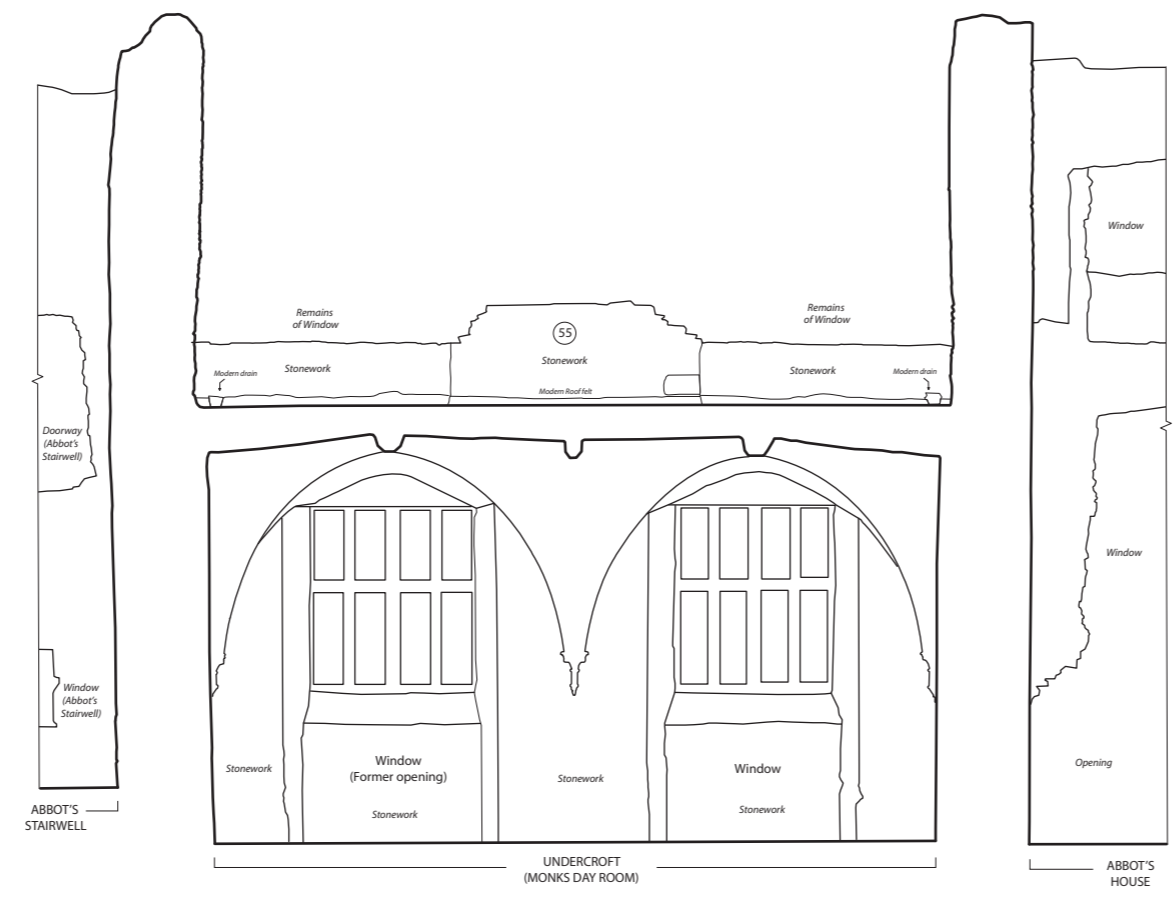 Window
Remains
of Window
Remains
of Window
55
Stonework
Stonework
Stonework
Modern drain
Modern drain
Modern Roof felt
Doorway
(Abbot's
Stairwell)
Window
Window
(Abbot's
Stairwell)
Stonework
Window
(Former opening)
Stonework
Stonework
Window
Stonework
Opening
ABBOT'S
STAIRWELL
UNDERCROFT
(MONKS DAY ROOM)
ABBOT'S
HOUSE